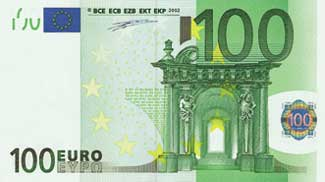 © BCE ECB EZB EKT EKP 2002
100
100
100 EURO
ΕΥΡΩ